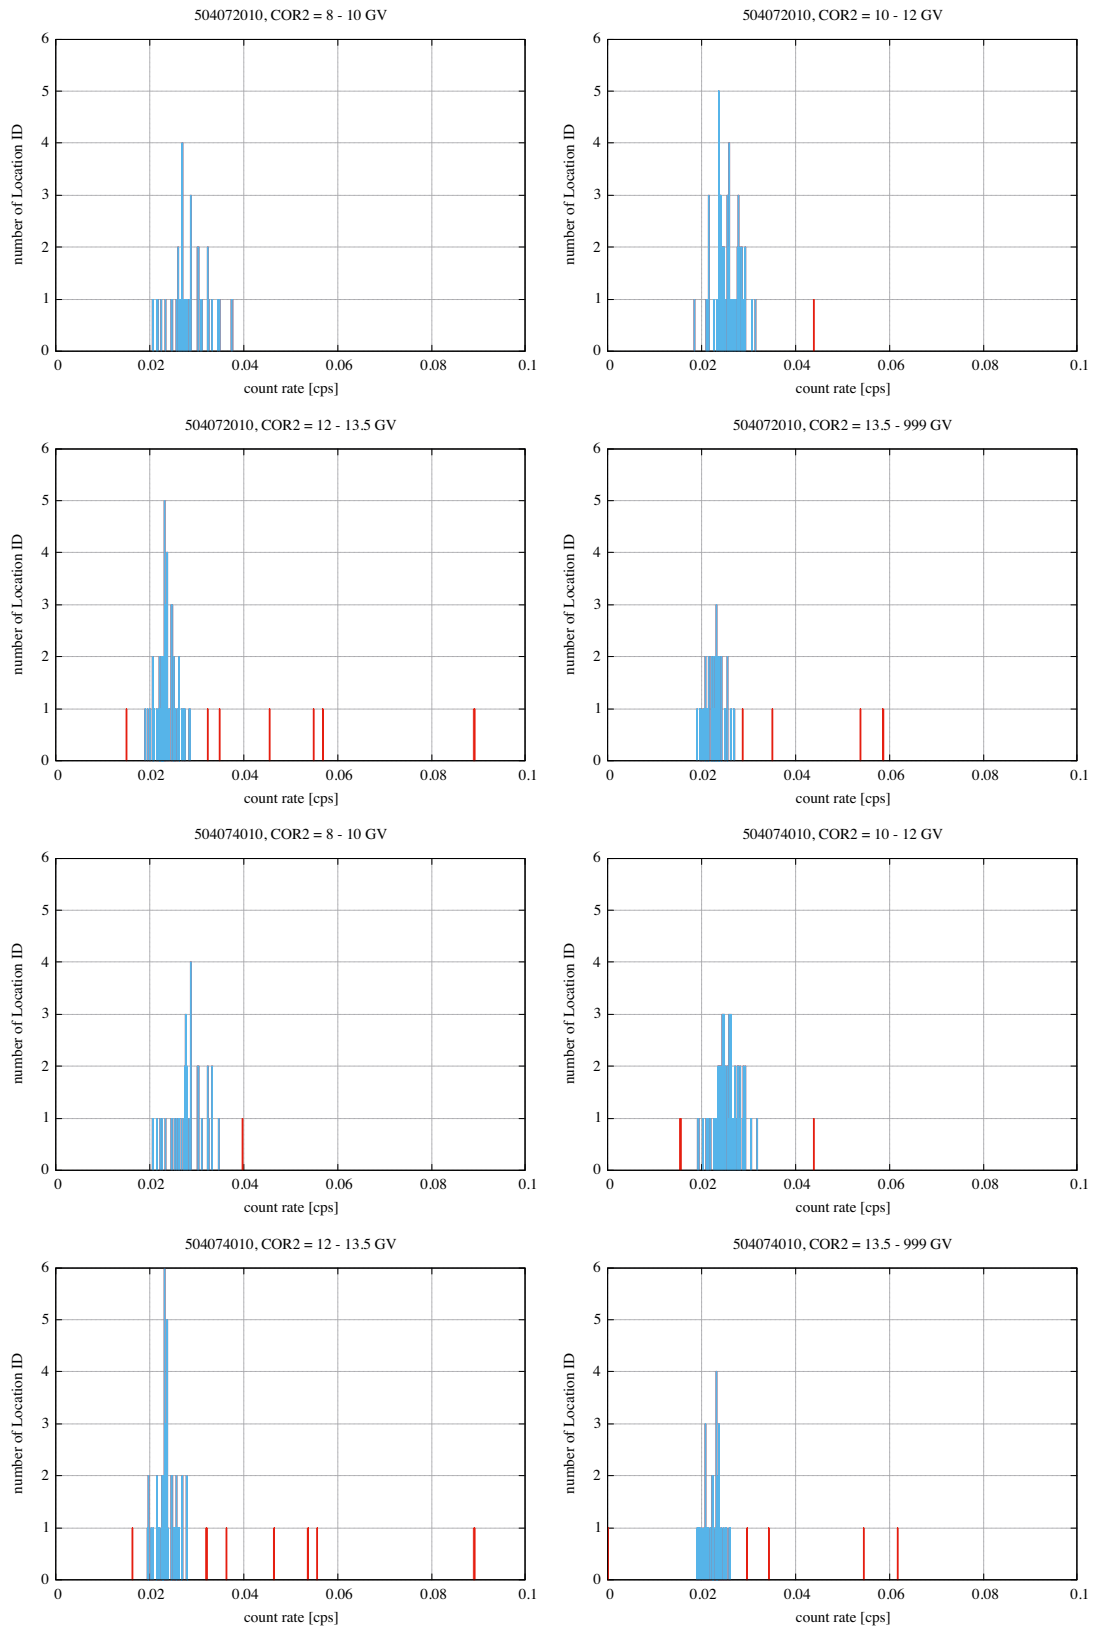 504072010, COR2 = 8 - 10 GV
number of Location ID
6
5
4
3
2
1
0
0 0.02 0.04 0.06 0.08 0.1
count rate [cps]
504072010, COR2 = 10 - 12 GV
number of Location ID
6
5
4
3
2
1
0
0 0.02 0.04 0.06 0.08 0.1
count rate [cps]
504072010, COR2 = 12 - 13.5 GV
number of Location ID
6
5
4
3
2
1
0
0 0.02 0.04 0.06 0.08 0.1
count rate [cps]
504072010, COR2 = 13.5 - 999 GV
number of Location ID
6
5
4
3
2
1
0
0 0.02 0.04 0.06 0.08 0.1
count rate [cps]
504074010, COR2 = 8 - 10 GV
number of Location ID
6
5
4
3
2
1
0
0 0.02 0.04 0.06 0.08 0.1
count rate [cps]
504074010, COR2 = 10 - 12 GV
number of Location ID
6
5
4
3
2
1
0
0 0.02 0.04 0.06 0.08 0.1
count rate [cps]
504074010, COR2 = 12 - 13.5 GV
number of Location ID
6
5
4
3
2
1
0
0 0.02 0.04 0.06 0.08 0.1
count rate [cps]
504074010, COR2 = 13.5 - 999 GV
number of Location ID
6
5
4
3
2
1
0
0 0.02 0.04 0.06 0.08 0.1
count rate [cps]